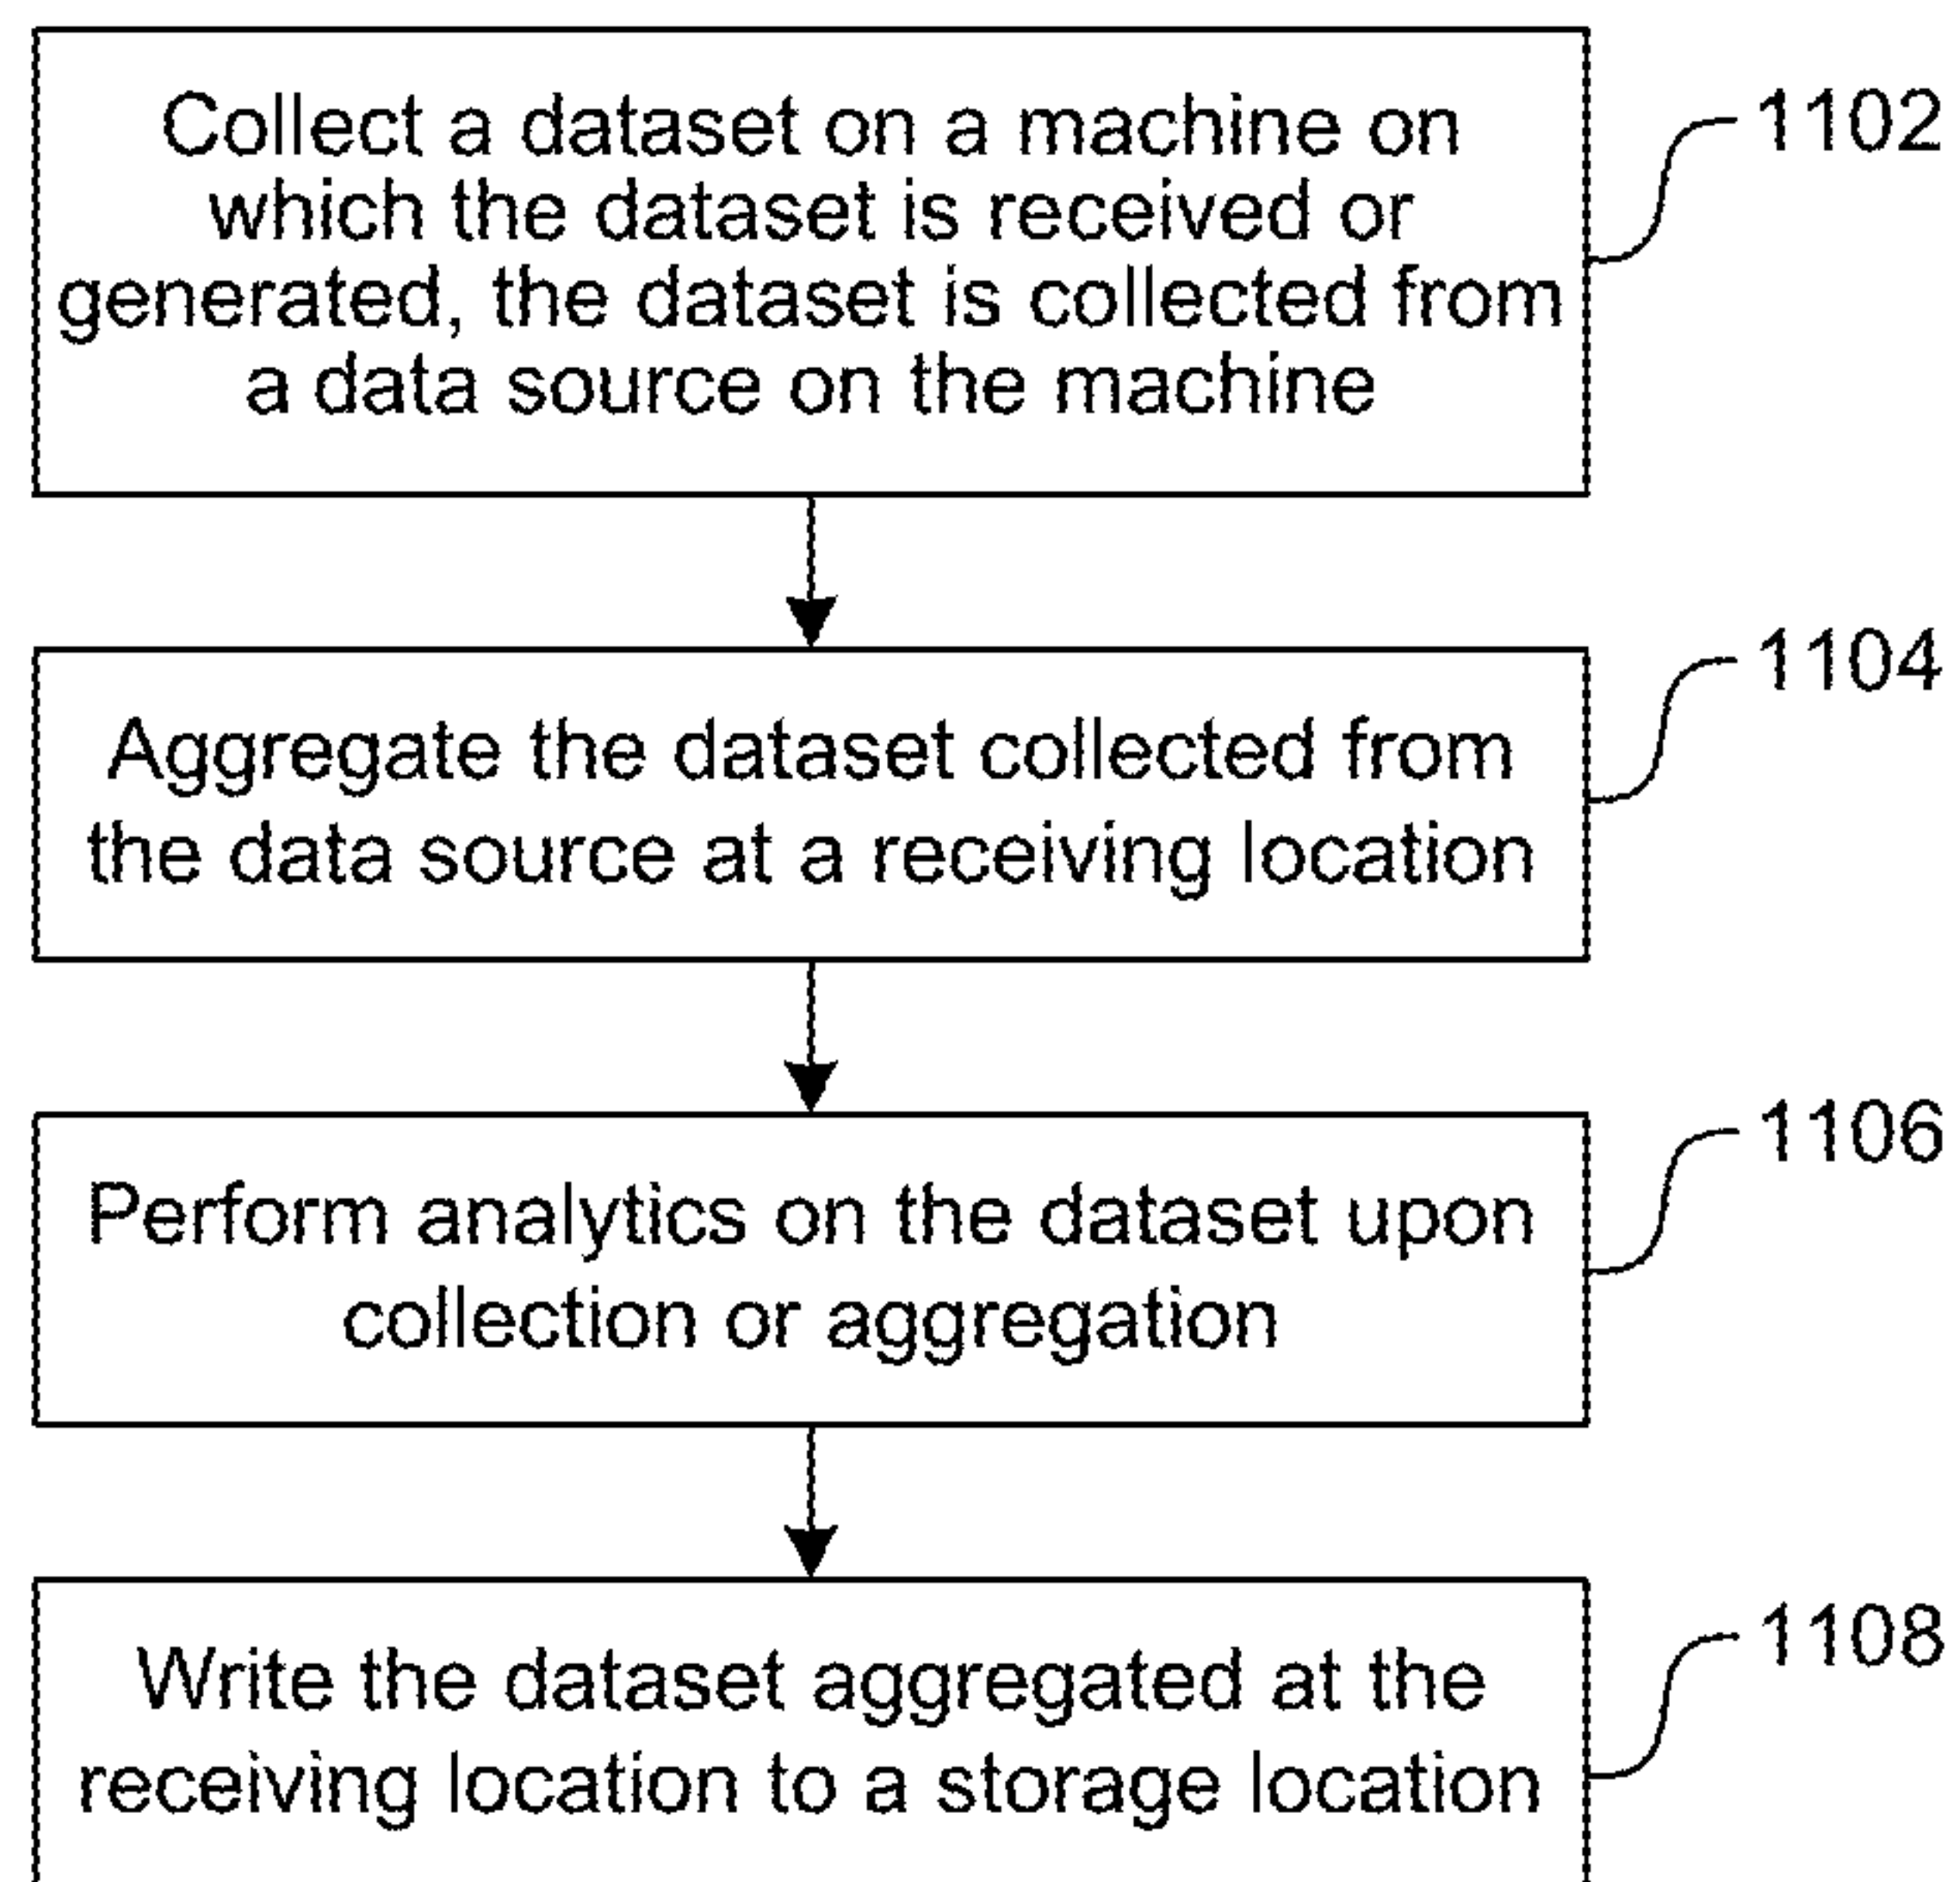 Collect a dataset on a machine on
which the dataset is received or
generated, the dataset is collected from
a data source on the machine
1102
Aggregate the dataset collected from
the data source at a receiving location
1104
Perform analytics on the dataset upon
collection or aggregation
1106
Write the dataset aggregated at the
receiving location to a storage location
1108